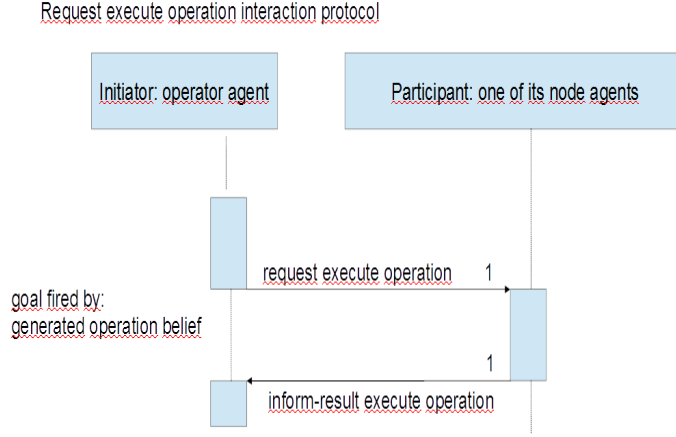 Request execute operation interaction protocol
Initiator: operator agent
Participant: one of its node agents
request execute operation 1
goal fired by:
generated operation belief
1
inform-result execute operation